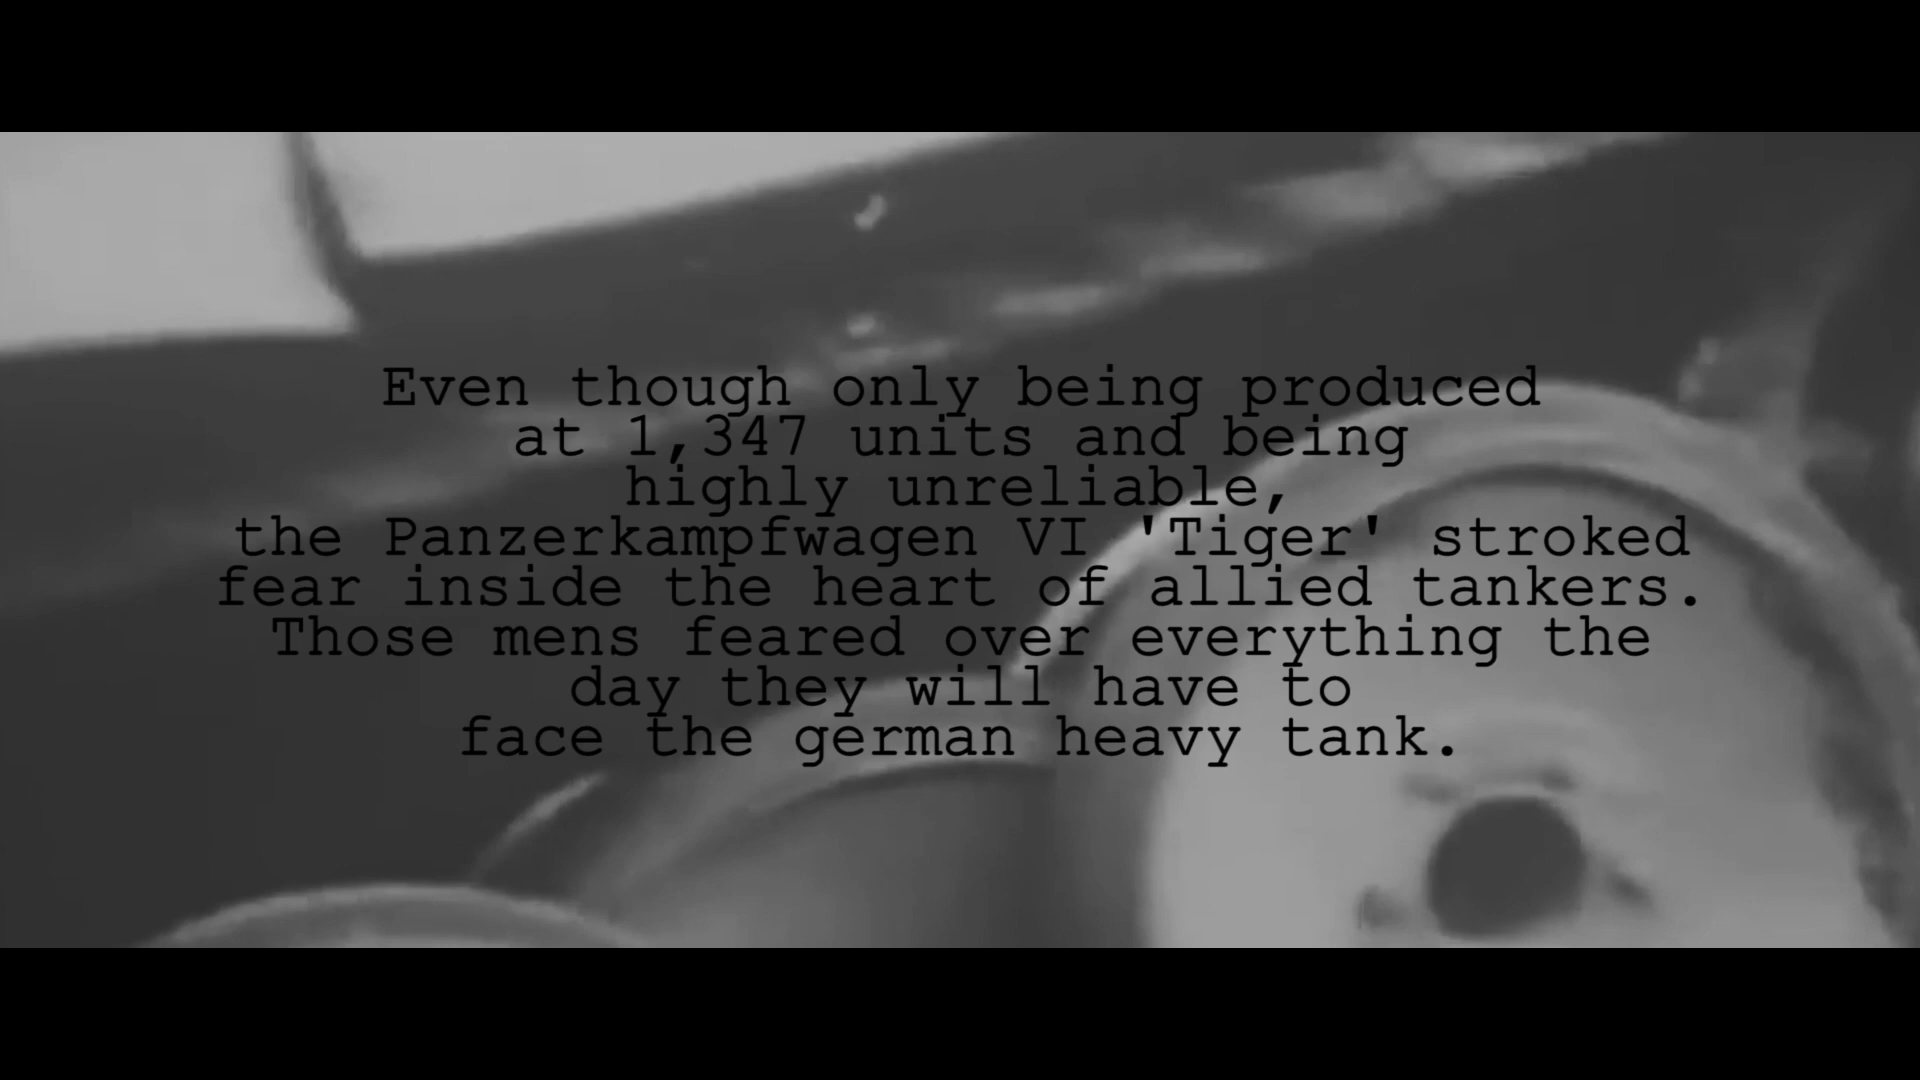 Even though only being produced
at 1,347 units and being
highly unreliable,
the Panzerkampfwagen VI 'Tiger' stroked
fear inside the heart of allied tankers.
Those mens feared over everything the
day they will have to
face the german heavy tank.